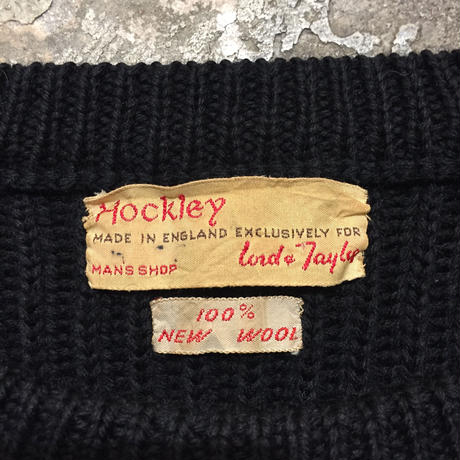 Hockley
MADE IN ENGLAND EXCLUSIVELY FOR
MANS SHOP Lord & Taylor
100%
NEW WOOL